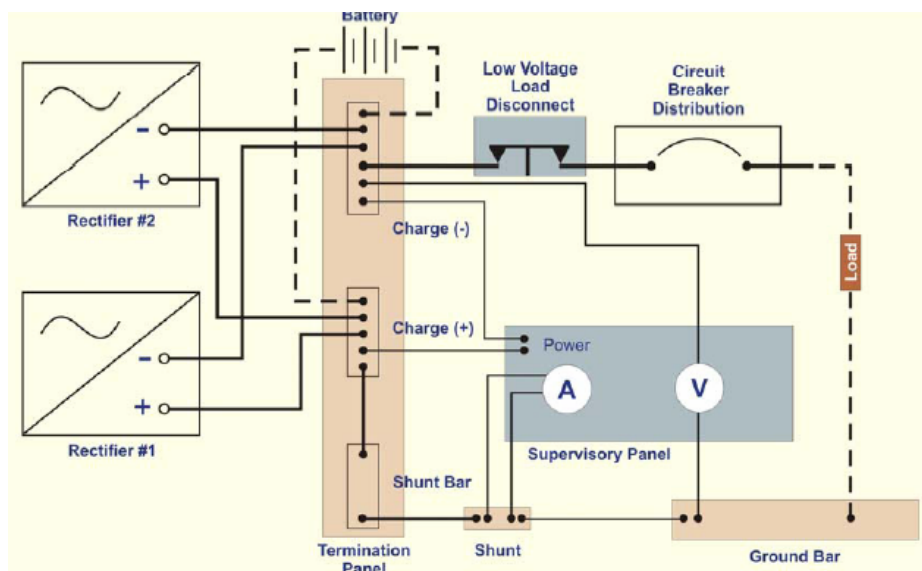 Battery
Low Voltage
Load
Disconnect
Circuit
Breaker
Distribution
-
+
Rectifier #2
Charge (-)
Load
Charge (+)
Power
-
+
A
V
Rectifier #1
Supervisory Panel
Shunt Bar
Termination
Panel
Shunt
Ground Bar